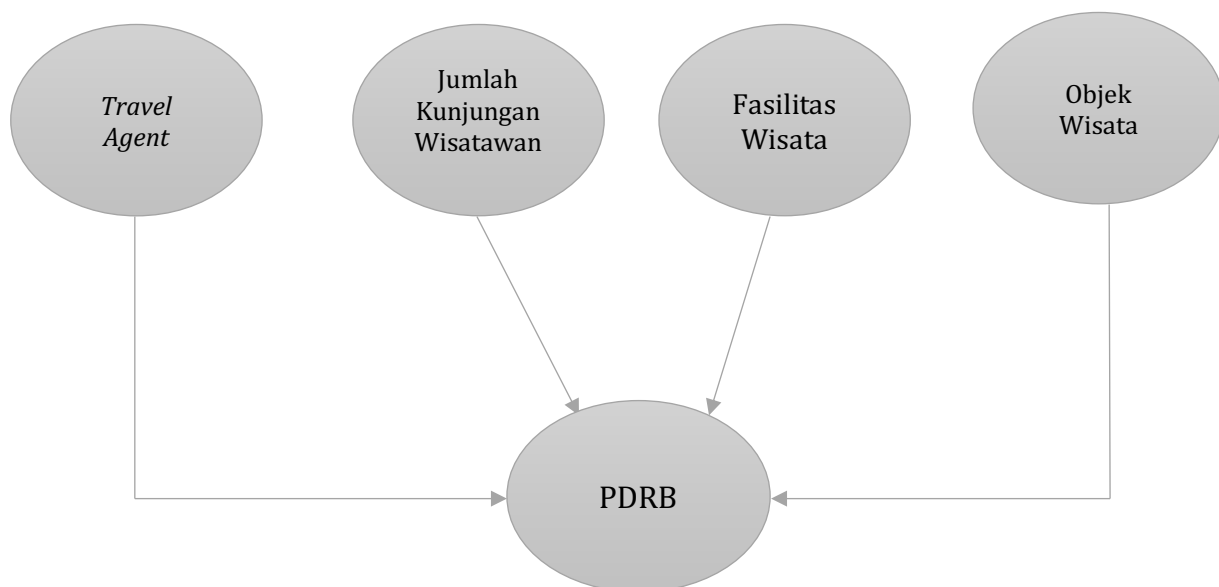 Travel
Agent
Jumlah
Kunjungan
Wisatawan
Fasilitas
Wisata
Objek
Wisata
PDRB